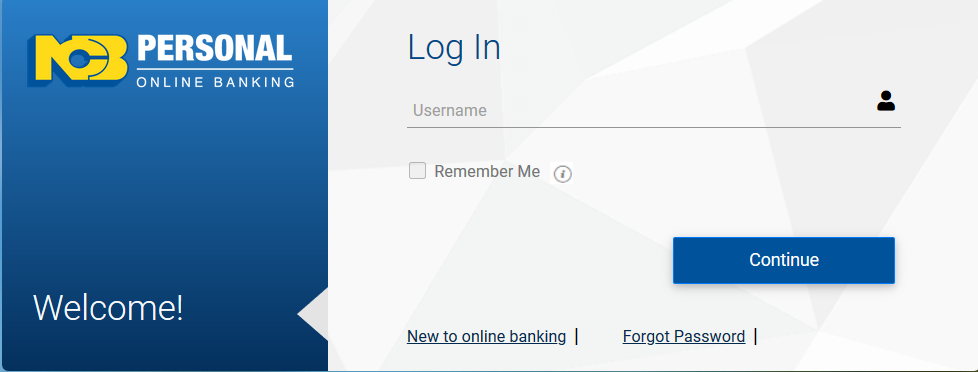 NCB PERSONAL
ONLINE BANKING
Welcome!
Log In
Username
Remember Me
Continue
New to online banking |
Forgot Password |